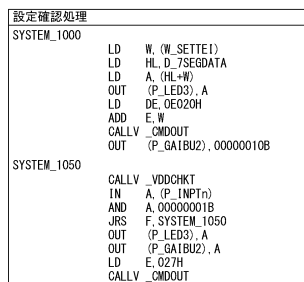 設定確認処理
SYSTEM_1000
LD W, (W_SETTEI)
LD HL, D_7SEGDATA
LD A, (HL+W)
OUT (P_LED3), A
LD DE, 0E020H
ADD E, W
CALLV _CMDOUT
OUT (P_GAIBU2), 00000010B
SYSTEM_1050
CALLV _VDDCHKT
IN A, (P_INPTn)
AND A, 00000001B
JRS F, SYSTEM_1050
OUT (P_LED3), A
OUT (P_GAIBU2), A
LD E, 027H
CALLV _CMDOUT